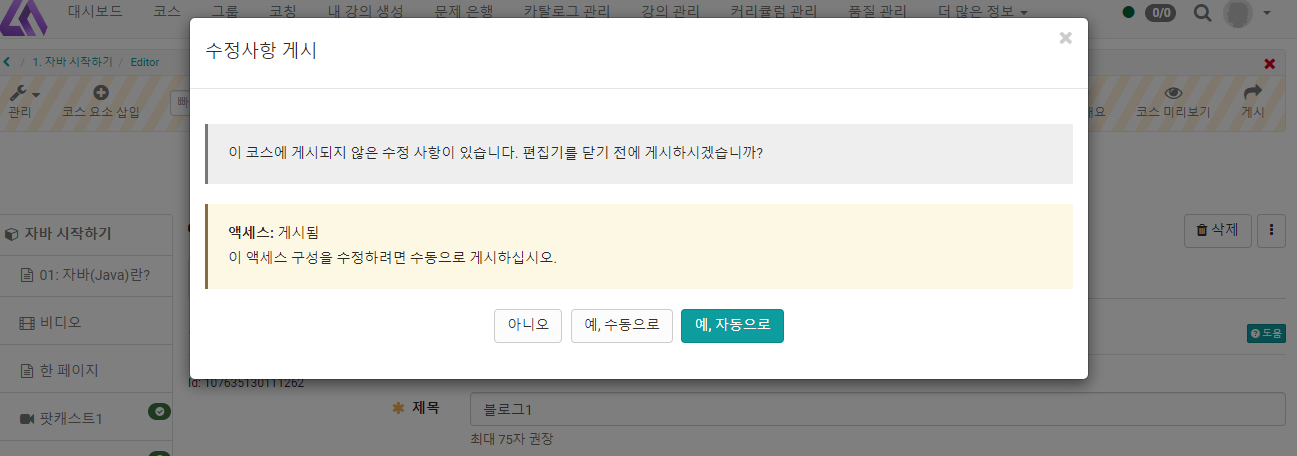 대시보드 코스 그룹 코칭 내 강의 생성 문제 은행 카탈로그 관리 강의 관리 커리큘럼 관리 품질 관리 더 많은 정보 0/0
수정사항 게시
/ 1. 자바 시작하기 / Editor
관리 코스 요소 삽입 코스 미리보기 게시
이 코스에 게시되지 않은 수정 사항이 있습니다. 편집기를 닫기 전에 게시하시겠습니까?
액세스: 게시됨
이 액세스 구성을 수정하려면 수동으로 게시하십시오.
아니오 예, 수동으로 예, 자동으로
자바 시작하기
01: 자바(Java)란?
비디오
한 페이지
팟캐스트1
삭제
도움
Id: 107635130111262
제목 불로그1
최대 75자 권장